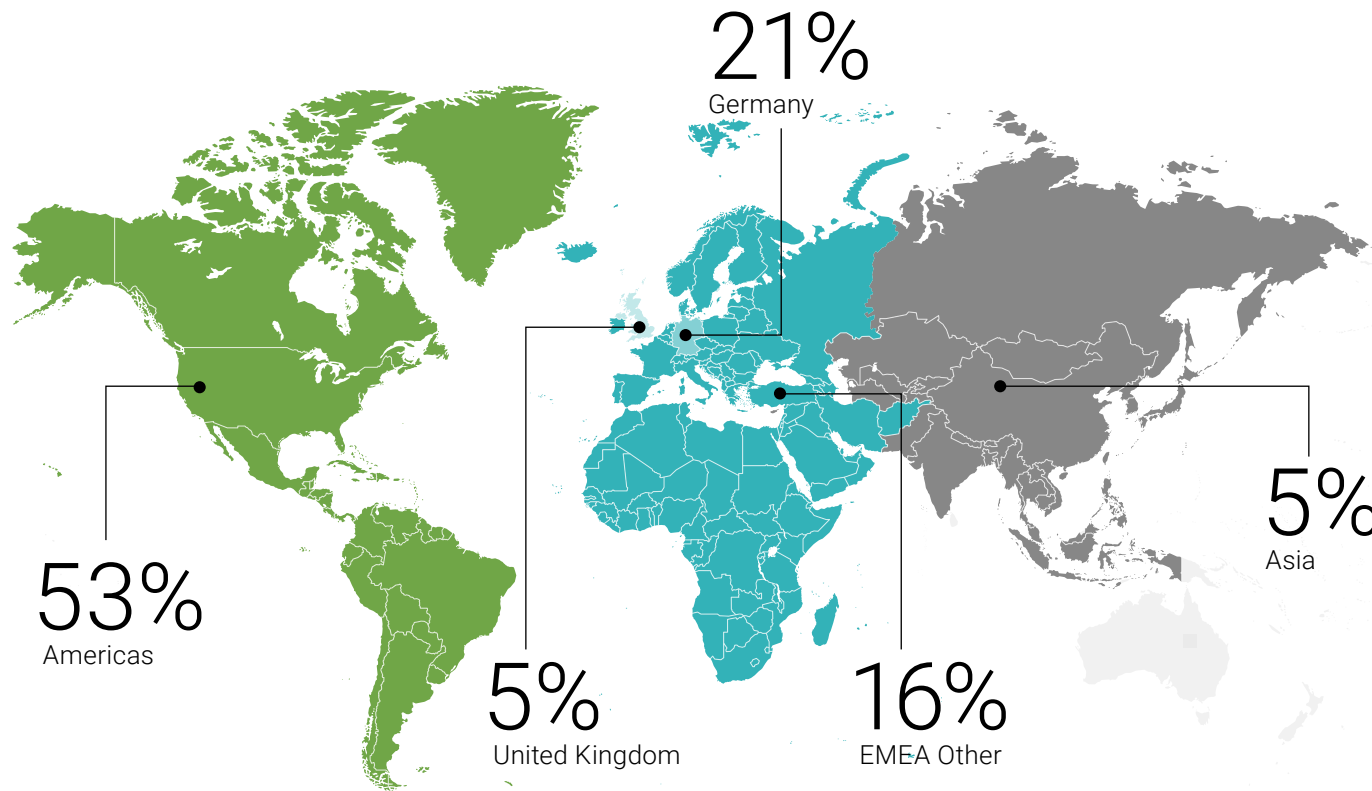 21%
Germany
53%
Americas
5%
United Kingdom
16%
EMEA Other
5%
Asia